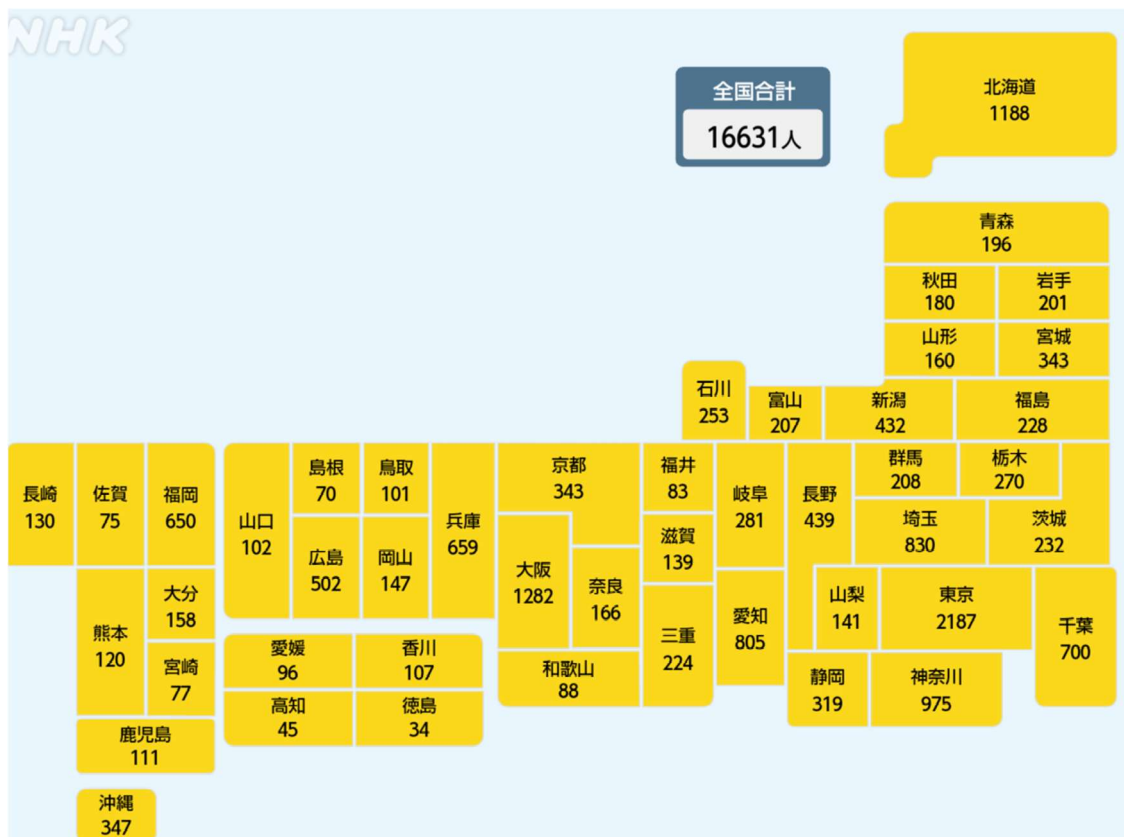 NHK
全国合計
16631人
北海道
1188
青森
196
秋田
180
岩手
201
山形
160
宮城
343
石川
253
富山
207
新潟
432
福島
228
長崎
130
佐賀
75
福岡
650
山口
102
島根
70
鳥取
101
兵庫
659
京都
343
福井
83
岐阜
281
長野
439
群馬
208
栃木
270
埼玉
830
茨城
232
広島
502
岡山
147
大阪
1282
奈良
166
滋賀
139
三重
224
愛知
805
山梨
141
東京
2187
千葉
700
熊本
120
大分
158
宮崎
77
愛媛
96
香川
107
和歌山
88
静岡
319
神奈川
975
高知
45
徳島
34
鹿児島
111
沖縄
347